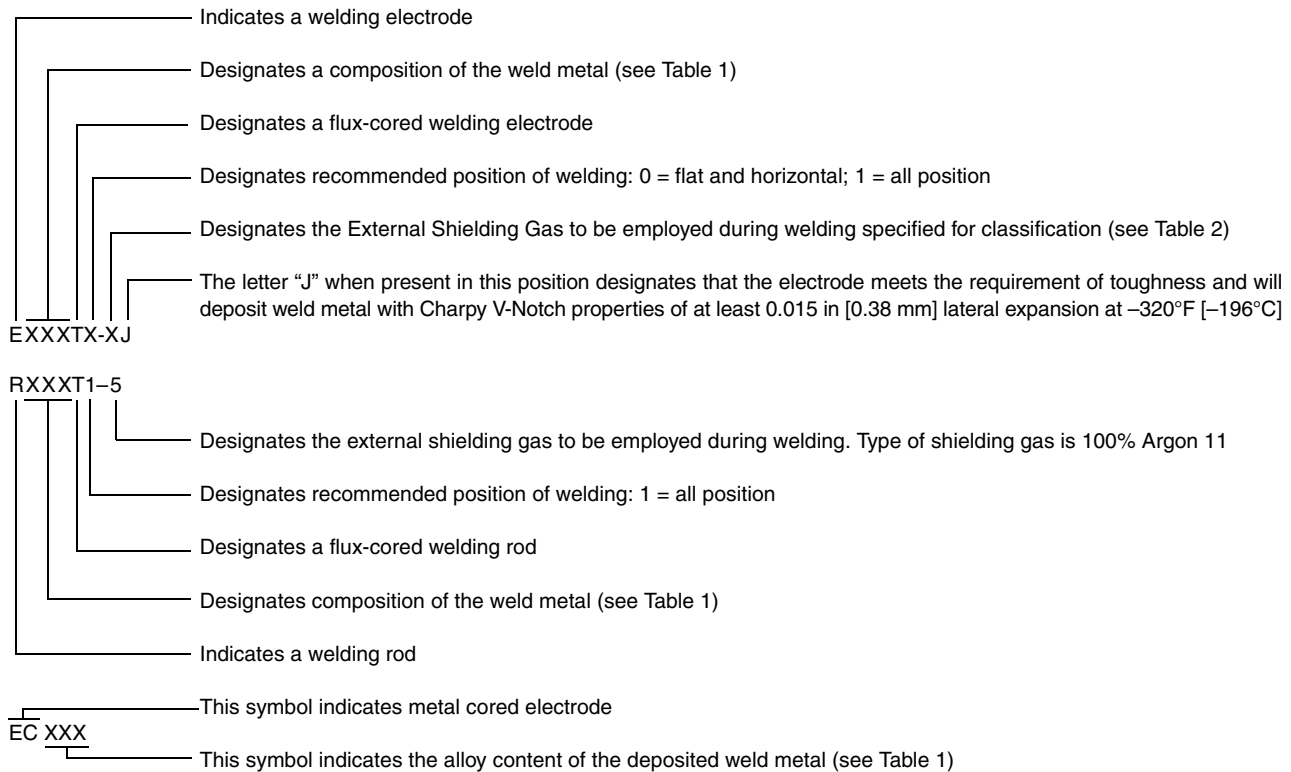 Indicates a welding electrode
Designates a composition of the weld metal (see Table 1)
Designates a flux-cored welding electrode
Designates recommended position of welding: 0 = flat and horizontal; 1 = all position
Designates the External Shielding Gas to be employed during welding specified for classification (see Table 2)
The letter “J” when present in this position designates that the electrode meets the requirement of toughness and will
deposit weld metal with Charpy V-Notch properties of at least 0.015 in [0.38 mm] lateral expansion at –320°F [–196°C]
EXXXTX-XJ
RXXXT1–5
Designates the external shielding gas to be employed during welding. Type of shielding gas is 100% Argon 11
Designates recommended position of welding: 1 = all position
Designates a flux-cored welding rod
Designates composition of the weld metal (see Table 1)
Indicates a welding rod
This symbol indicates metal cored electrode
EC XXX
This symbol indicates the alloy content of the deposited weld metal (see Table 1)